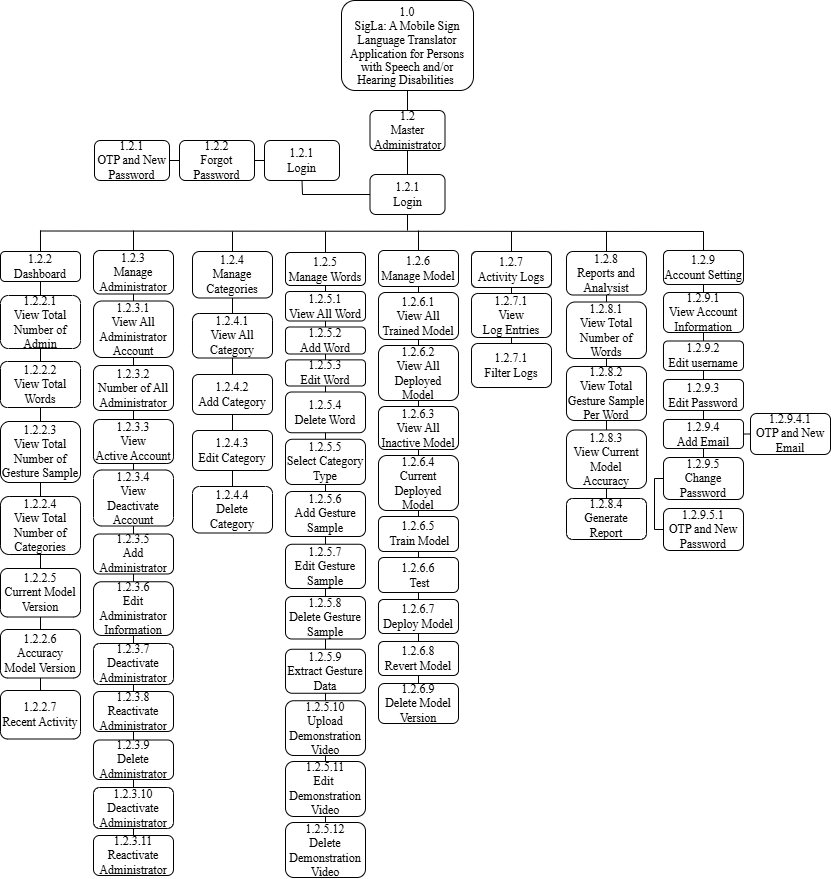 1.0
SigLa: A Mobile Sign
Language Translator
Application for Persons
with Speech and/or
Hearing Disabilities
1.2
Master
Administrator
1.2.1
OTP and New
Password
1.2.2
Forgot
Password
1.2.1
Login
1.2.1
Login
1.2.2
Dashboard
1.2.2.1
View Total
Number of
Admin
1.2.2.2
View Total
Words
1.2.2.3
View Total
Number of
Gesture Sample
1.2.2.4
View Total
Number of
Categories
1.2.2.5
Current Model
Version
1.2.2.6
Accuracy
Model Version
1.2.2.7
Recent Activity
1.2.3
Manage
Administrator
1.2.3.1
View All
Administrator
Account
1.2.3.2
Number of All
Administrator
1.2.3.3
View
Active Account
1.2.3.4
View
Deactivate
Account
1.2.3.5
Add
Administrator
1.2.3.6
Edit
Administrator
Information
1.2.3.7
Deactivate
Administrator
1.2.3.8
Reactivate
Administrator
1.2.3.9
Delete
Administrator
1.2.3.10
Deactivate
Administrator
1.2.3.11
Reactivate
Administrator
1.2.4
Manage
Categories
1.2.4.1
View All
Category
1.2.4.2
Add Category
1.2.4.3
Edit Category
1.2.4.4
Delete
Category
1.2.5
Manage Words
1.2.5.1
View All Word
1.2.5.2
Add Word
1.2.5.3
Edit Word
1.2.5.4
Delete Word
1.2.5.5
Select Category
Type
1.2.5.6
Add Gesture
Sample
1.2.5.7
Edit Gesture
Sample
1.2.5.8
Delete Gesture
Sample
1.2.5.9
Extract Gesture
Data
1.2.5.10
Upload
Demonstration
Video
1.2.5.11
Edit
Demonstration
Video
1.2.5.12
Delete
Demonstration
Video
1.2.6
Manage Model
1.2.6.1
View All
Trained Model
1.2.6.2
View All
Deployed
Model
1.2.6.3
View All
Inactive Model
1.2.6.4
Current
Deployed
Model
1.2.6.5
Train Model
1.2.6.6
Test
1.2.6.7
Deploy Model
1.2.6.8
Revert Model
1.2.6.9
Delete Model
Version
1.2.7
Activity Logs
1.2.7.1
View
Log Entries
1.2.7.1
Filter Logs
1.2.8
Reports and
Analysist
1.2.8.1
View Total
Number of
Words
1.2.8.2
View Total
Gesture Sample
Per Word
1.2.8.3
View Current
Model
Accuracy
1.2.8.4
Generate
Report
1.2.9
Account Setting
1.2.9.1
View Account
Information
1.2.9.2
Edit username
1.2.9.3
Edit Password
1.2.9.4
Add Email
1.2.9.4.1
OTP and New
Email
1.2.9.5
Change
Password
1.2.9.5.1
OTP and New
Password